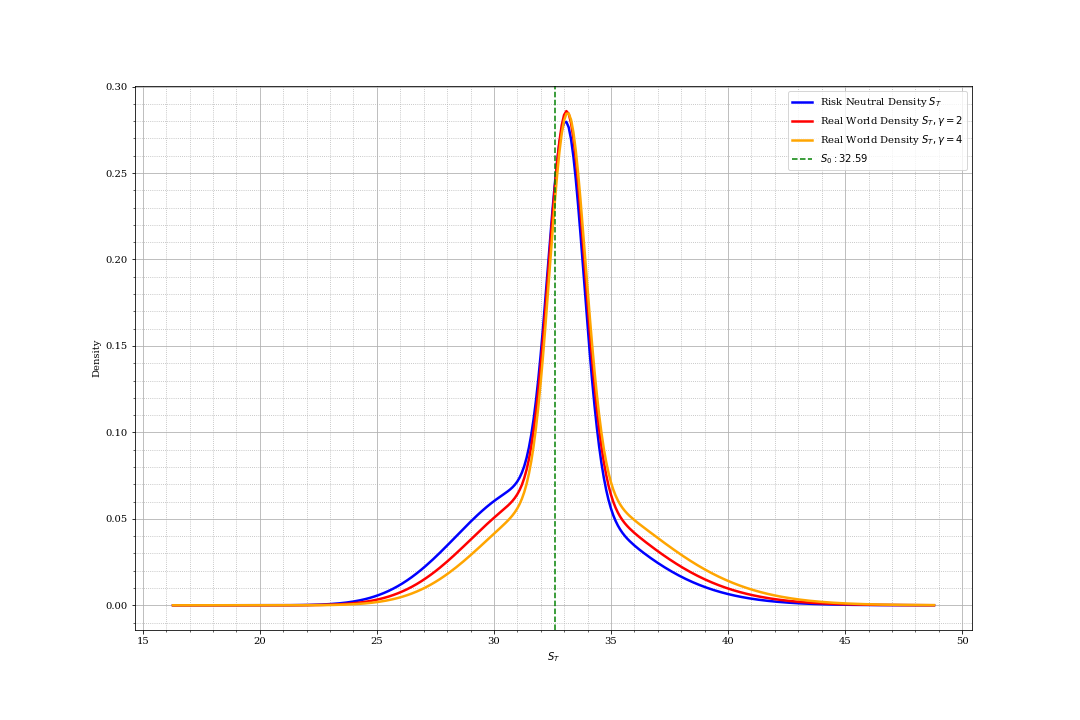 0.30
0.25
0.20
0.15
0.10
0.05
0.00
Density
15 20 25 30 35 40 45 50
$S_T$
Risk Neutral Density $S_T$
Real World Density $S_T, \gamma = 2$
Real World Density $S_T, \gamma = 4$
$S_0 : 32.59$